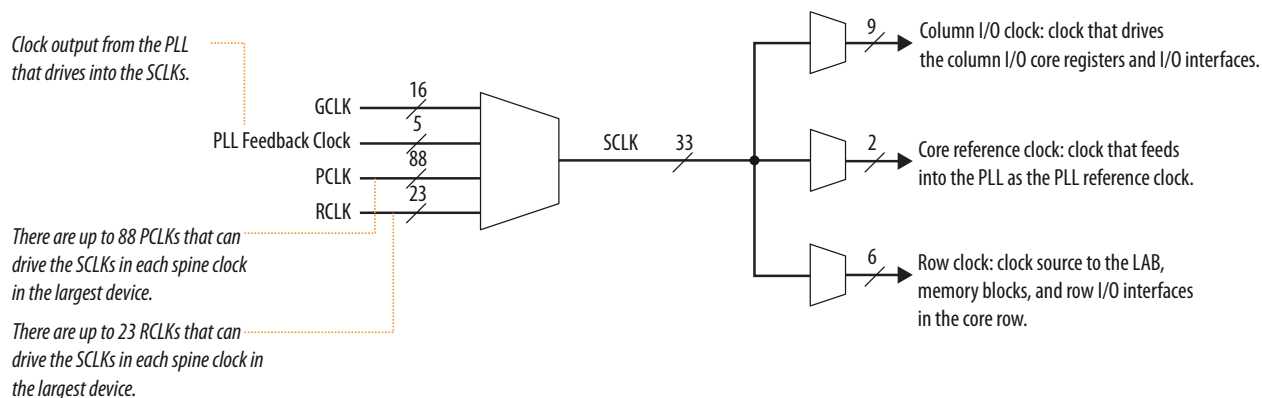 Clock output from the PLL
that drives into the SCLKs.
GCLK
16
PLL Feedback Clock
5
PCLK
88
RCLK
23
There are up to 88 PCLKs that can
drive the SCLKs in each spine clock
in the largest device.
There are up to 23 RCLKs that can
drive the SCLKs in each spine clock in
the largest device.
SCLK
33
9
Column I/O clock: clock that drives
the column I/O core registers and I/O interfaces.
2
Core reference clock: clock that feeds
into the PLL as the PLL reference clock.
6
Row clock: clock source to the LAB,
memory blocks, and row I/O interfaces
in the core row.